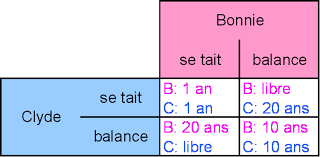 Bonnie
se tait balance
Clyde
se tait
B: 1 an B: libre
C: 1 an C: 20 ans
balance
B: 20 ans B: 10 ans
C: libre C: 10 ans